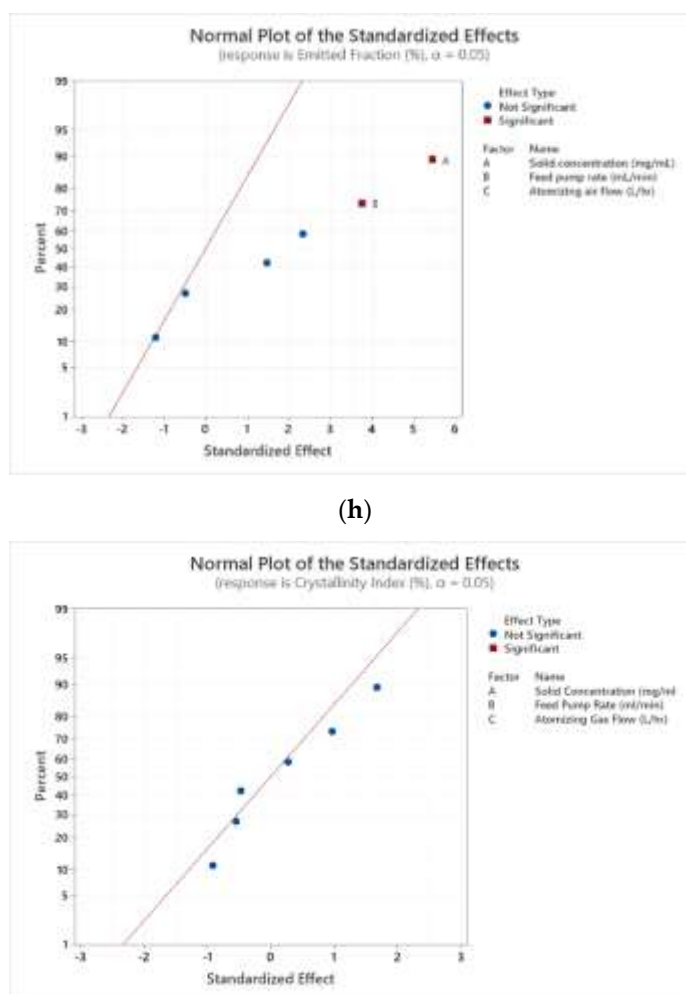 Normal Plot of the Standardized Effects
(response is Emitted Fraction (%), α = 0.05)
99
95
90
80
70
60
50
40
30
20
10
5
1
Percent
-3 -2 -1 0 1 2 3 4 5 6
Standardized Effect
A
Effect Type
Not Significant
Significant
Factor Name
A Solid concentration (mg/mL)
B Feed pump rate (mL/min)
C Atomizing air flow (L/hr)
(h)
Normal Plot of the Standardized Effects
(response is Crystallinity Index (%), α = 0.05)
99
95
90
80
70
60
50
40
30
20
10
5
1
Percent
-3 -2 -1 0 1 2 3
Standardized Effect
Effect Type
Not Significant
Significant
Factor Name
A Solid Concentration (mg/ml
B Feed Pump Rate (ml/min)
C Atomizing Gas Flow (L/hr)